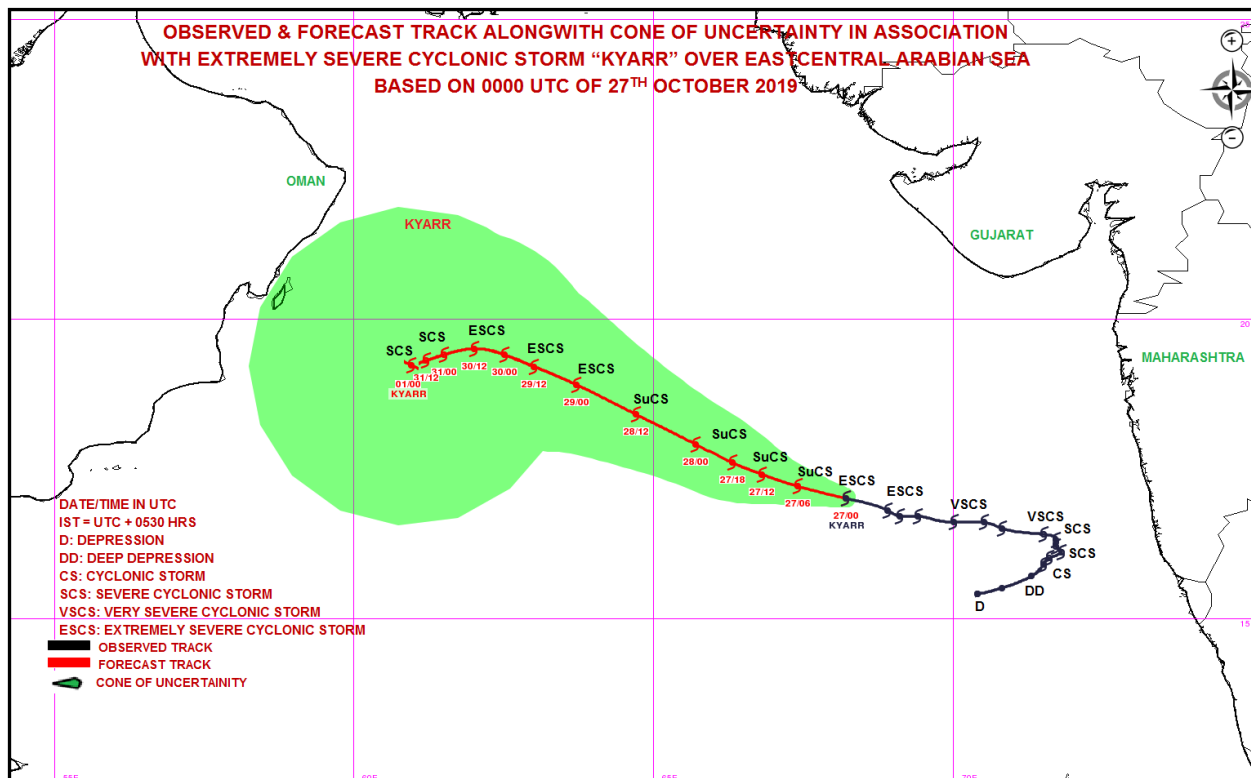 OBSERVED & FORECAST TRACK ALONGWITH CONE OF UNCERTAINTY IN ASSOCIATION
WITH EXTREMELY SEVERE CYCLONIC STORM “KYARR” OVER EASTCENTRAL ARABIAN SEA
BASED ON 0000 UTC OF 27TH OCTOBER 2019
OMAN
KYARR
GUJARAT
MAHARASHTRA
20
15
SCS
SCS
ESCS
ESCS
ESCS
SuCS
SuCS
SuCS
SuCS
ESCS
ESCS
VSCS
VSCS
SCS
SCS
CS
DD
D
01/00
KYARR
31/12
31/00
30/12
30/00
29/12
29/00
28/12
28/00
27/18
27/12
27/06
27/00
KYARR
DATE/TIME IN UTC
IST = UTC + 0530 HRS
D: DEPRESSION
DD: DEEP DEPRESSION
CS: CYCLONIC STORM
SCS: SEVERE CYCLONIC STORM
VSCS: VERY SEVERE CYCLONIC STORM
ESCS: EXTREMELY SEVERE CYCLONIC STORM
OBSERVED TRACK
FORECAST TRACK
CONE OF UNCERTAINITY